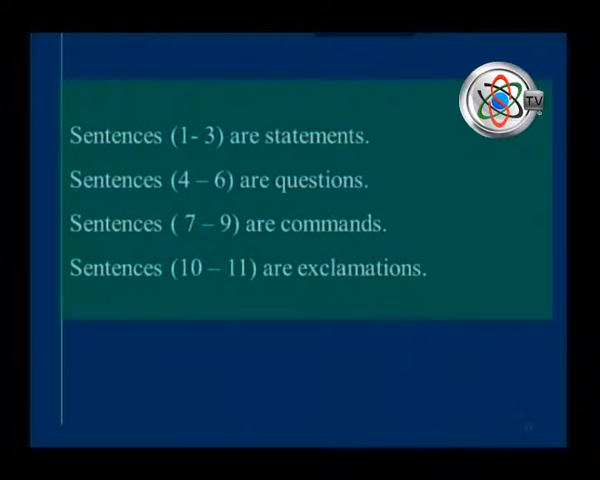 TV
Sentences (1- 3) are statements.
Sentences (4 – 6) are questions.
Sentences ( 7 – 9) are commands.
Sentences (10 – 11) are exclamations.